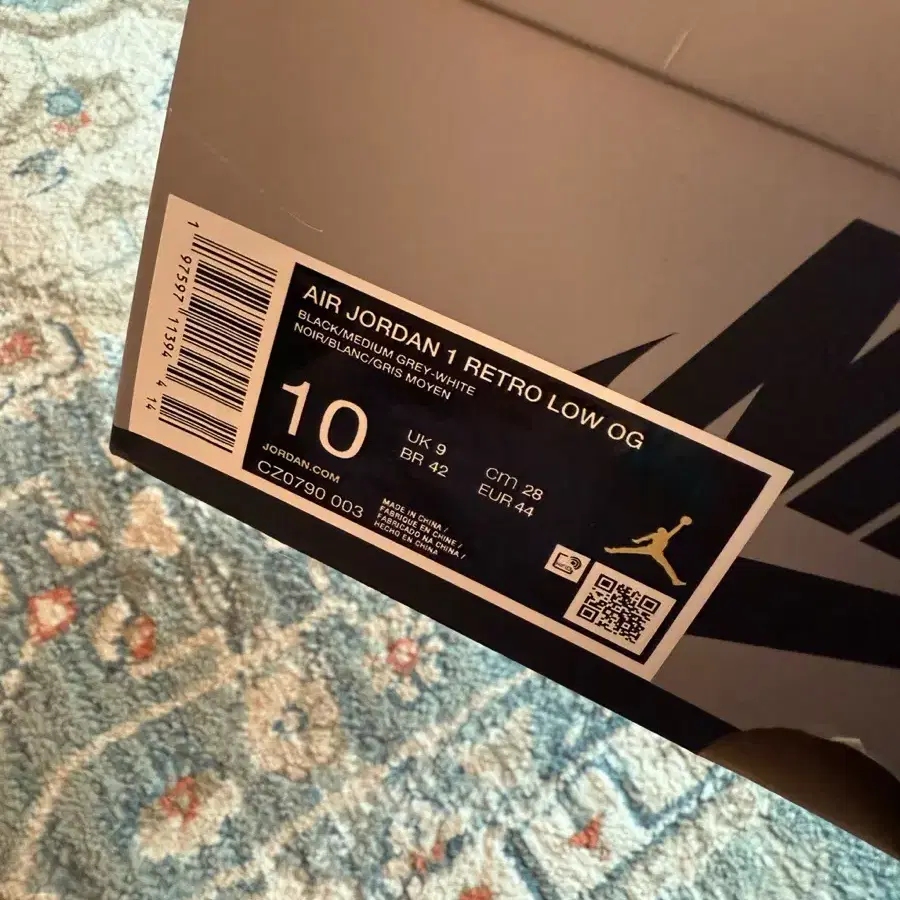 1 97597 11394 4 14
AIR JORDAN 1 RETRO LOW OG
BLACK/MEDIUM GREY-WHITE
NOIR/BLANC/GRIS MOYEN
10
UK 9
BR 42
cm 28
EUR 44
JORDAN.COM
CZ0790 003
MADE IN CHINA /
FABRIQUE EN CHINE /
FABRICADO NA CHINA /
HECHO EN CHINA